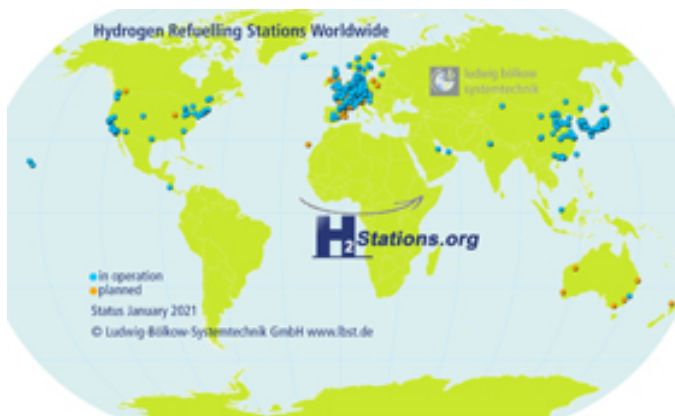 Hydrogen Refuelling Stations Worldwide
ludwig bölkow
systemtechnik
H2Stations.org
in operation
planned
Status January 2021
© Ludwig-Bölkow-Systemtechnik GmbH www.lbst.de